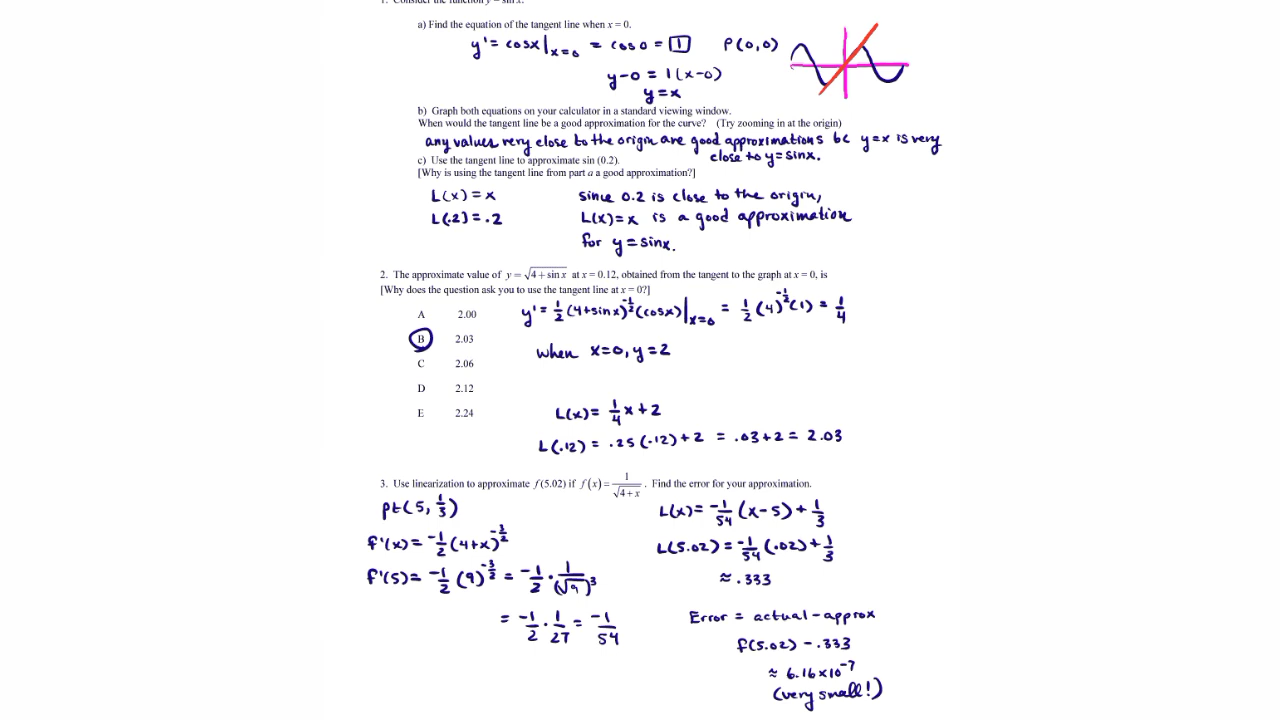 1. Consider the function y = sin x.
a) Find the equation of the tangent line when x = 0.
y' = cosx|x=0 = cos 0 = 1 P(0,0)
y-0 = 1(x-0)
y=x
b) Graph both equations on your calculator in a standard viewing window.
When would the tangent line be a good approximation for the curve? (Try zooming in at the origin)
any values very close to the origin are good approximations bc y=x is very
close to y=sinx.
c) Use the tangent line to approximate sin (0.2).
[Why is using the tangent line from part a a good approximation?]
L(x) = x since 0.2 is close to the origin,
L(.2) = .2 L(x)=x is a good approximation
for y=sinx.
2. The approximate value of y = √4 + sin x at x = 0.12, obtained from the tangent to the graph at x = 0, is
[Why does the question ask you to use the tangent line at x = 0?]
A 2.00 y' = 1/2 (4+sinx)^-1/2 (cosx)|x=0 = 1/2 (4)^-1/2 (1) = 1/4
B 2.03
when x=0, y=2
C 2.06
D 2.12
E 2.24 L(x) = 1/4 x + 2
L(.12) = .25(.12)+2 = .03+2 = 2.03
3. Use linearization to approximate f(5.02) if f(x) = 1/√4+x . Find the error for your approximation.
pt(5, 1/3) L(x) = -1/54 (x-5) + 1/3
f'(x) = -1/2 (4+x)^-3/2 L(5.02) = -1/54 (.02) + 1/3
f'(5) = -1/2 (9)^-3/2 = -1/2 · 1/(√9)^3 ≈ .333
= -1/2 · 1/27 = -1/54 Error = actual - approx
f(5.02) - .333
≈ 6.16 x 10^-7
(very small!)